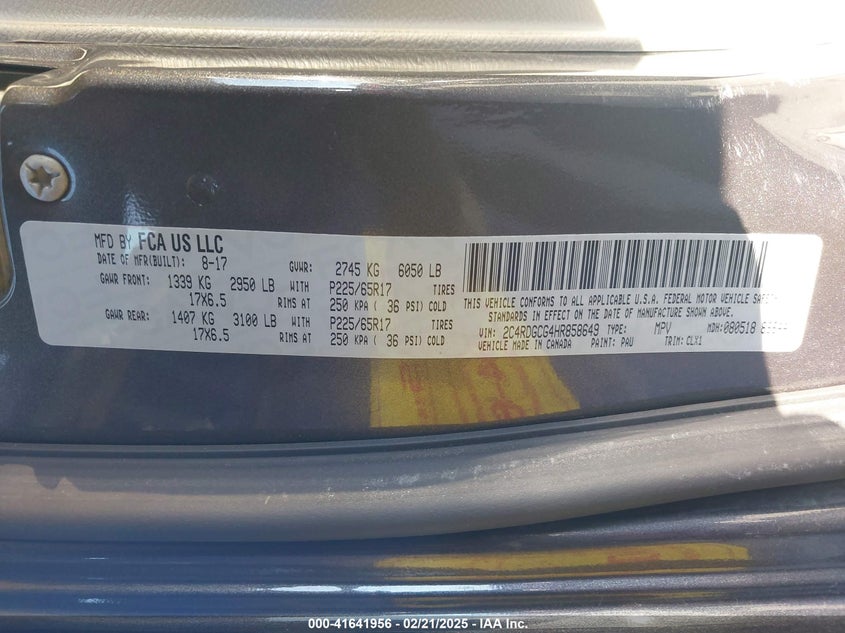 MFD BY FCA US LLC
DATE OF MFR(BUILT): 8-17 GVWR: 2745 KG 6050 LB
GAWR FRONT: 1339 KG 2950 LB WITH P225/65R17 TIRES
17X6.5 RIMS AT 250 KPA ( 36 PSI) COLD
GAWR REAR: 1407 KG 3100 LB WITH P225/65R17 TIRES
17X6.5 RIMS AT 250 KPA ( 36 PSI) COLD
THIS VEHICLE CONFORMS TO ALL APPLICABLE U.S.A. FEDERAL MOTOR VEHICLE SAFETY
STANDARDS IN EFFECT ON THE DATE OF MANUFACTURE SHOWN ABOVE.
VIN: 2C4RDGCG4HR858649 TYPE: MPV MDH: 080518
VEHICLE MADE IN CANADA PAINT: PAU TRIM: CLX1
000-41641956 – 02/21/2025 – IAA Inc.